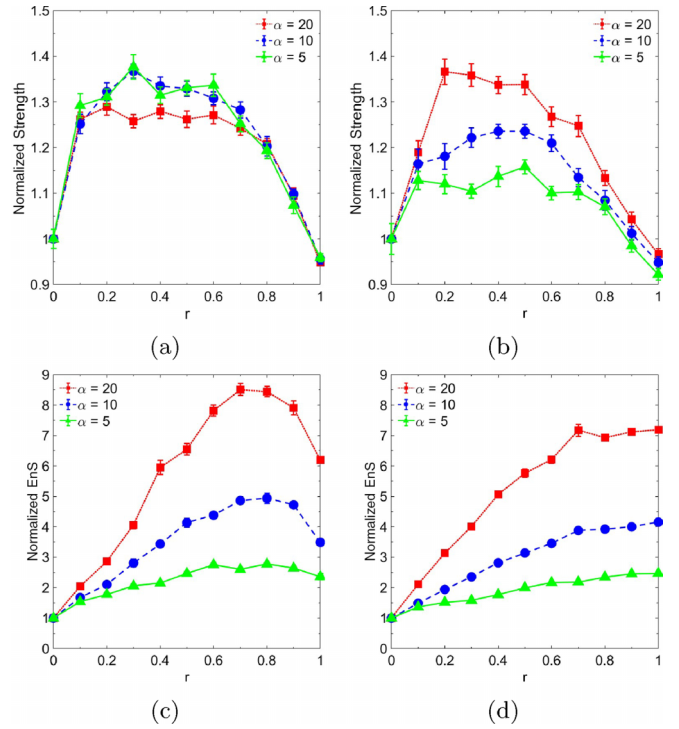 1.5
1.4
1.3
1.2
1.1
1
0.9
Normalized Strength
α = 20
α = 10
α = 5
0 0.2 0.4 0.6 0.8 1
r
(a)
1.5
1.4
1.3
1.2
1.1
1
0.9
Normalized Strength
α = 20
α = 10
α = 5
0 0.2 0.4 0.6 0.8 1
r
(b)
9
8
7
6
5
4
3
2
1
0
Normalized EnS
α = 20
α = 10
α = 5
0 0.2 0.4 0.6 0.8 1
r
(c)
9
8
7
6
5
4
3
2
1
0
Normalized EnS
α = 20
α = 10
α = 5
0 0.2 0.4 0.6 0.8 1
r
(d)